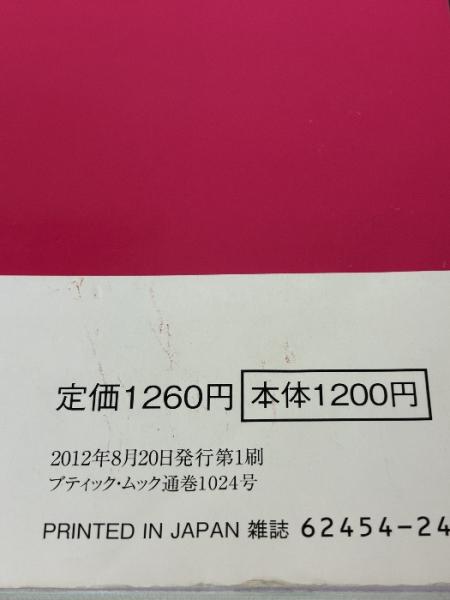 定価1260円 本体1200円
2012年8月20日発行第1刷
ブティック・ムック通巻1024号
PRINTED IN JAPAN 雑誌 62454-24